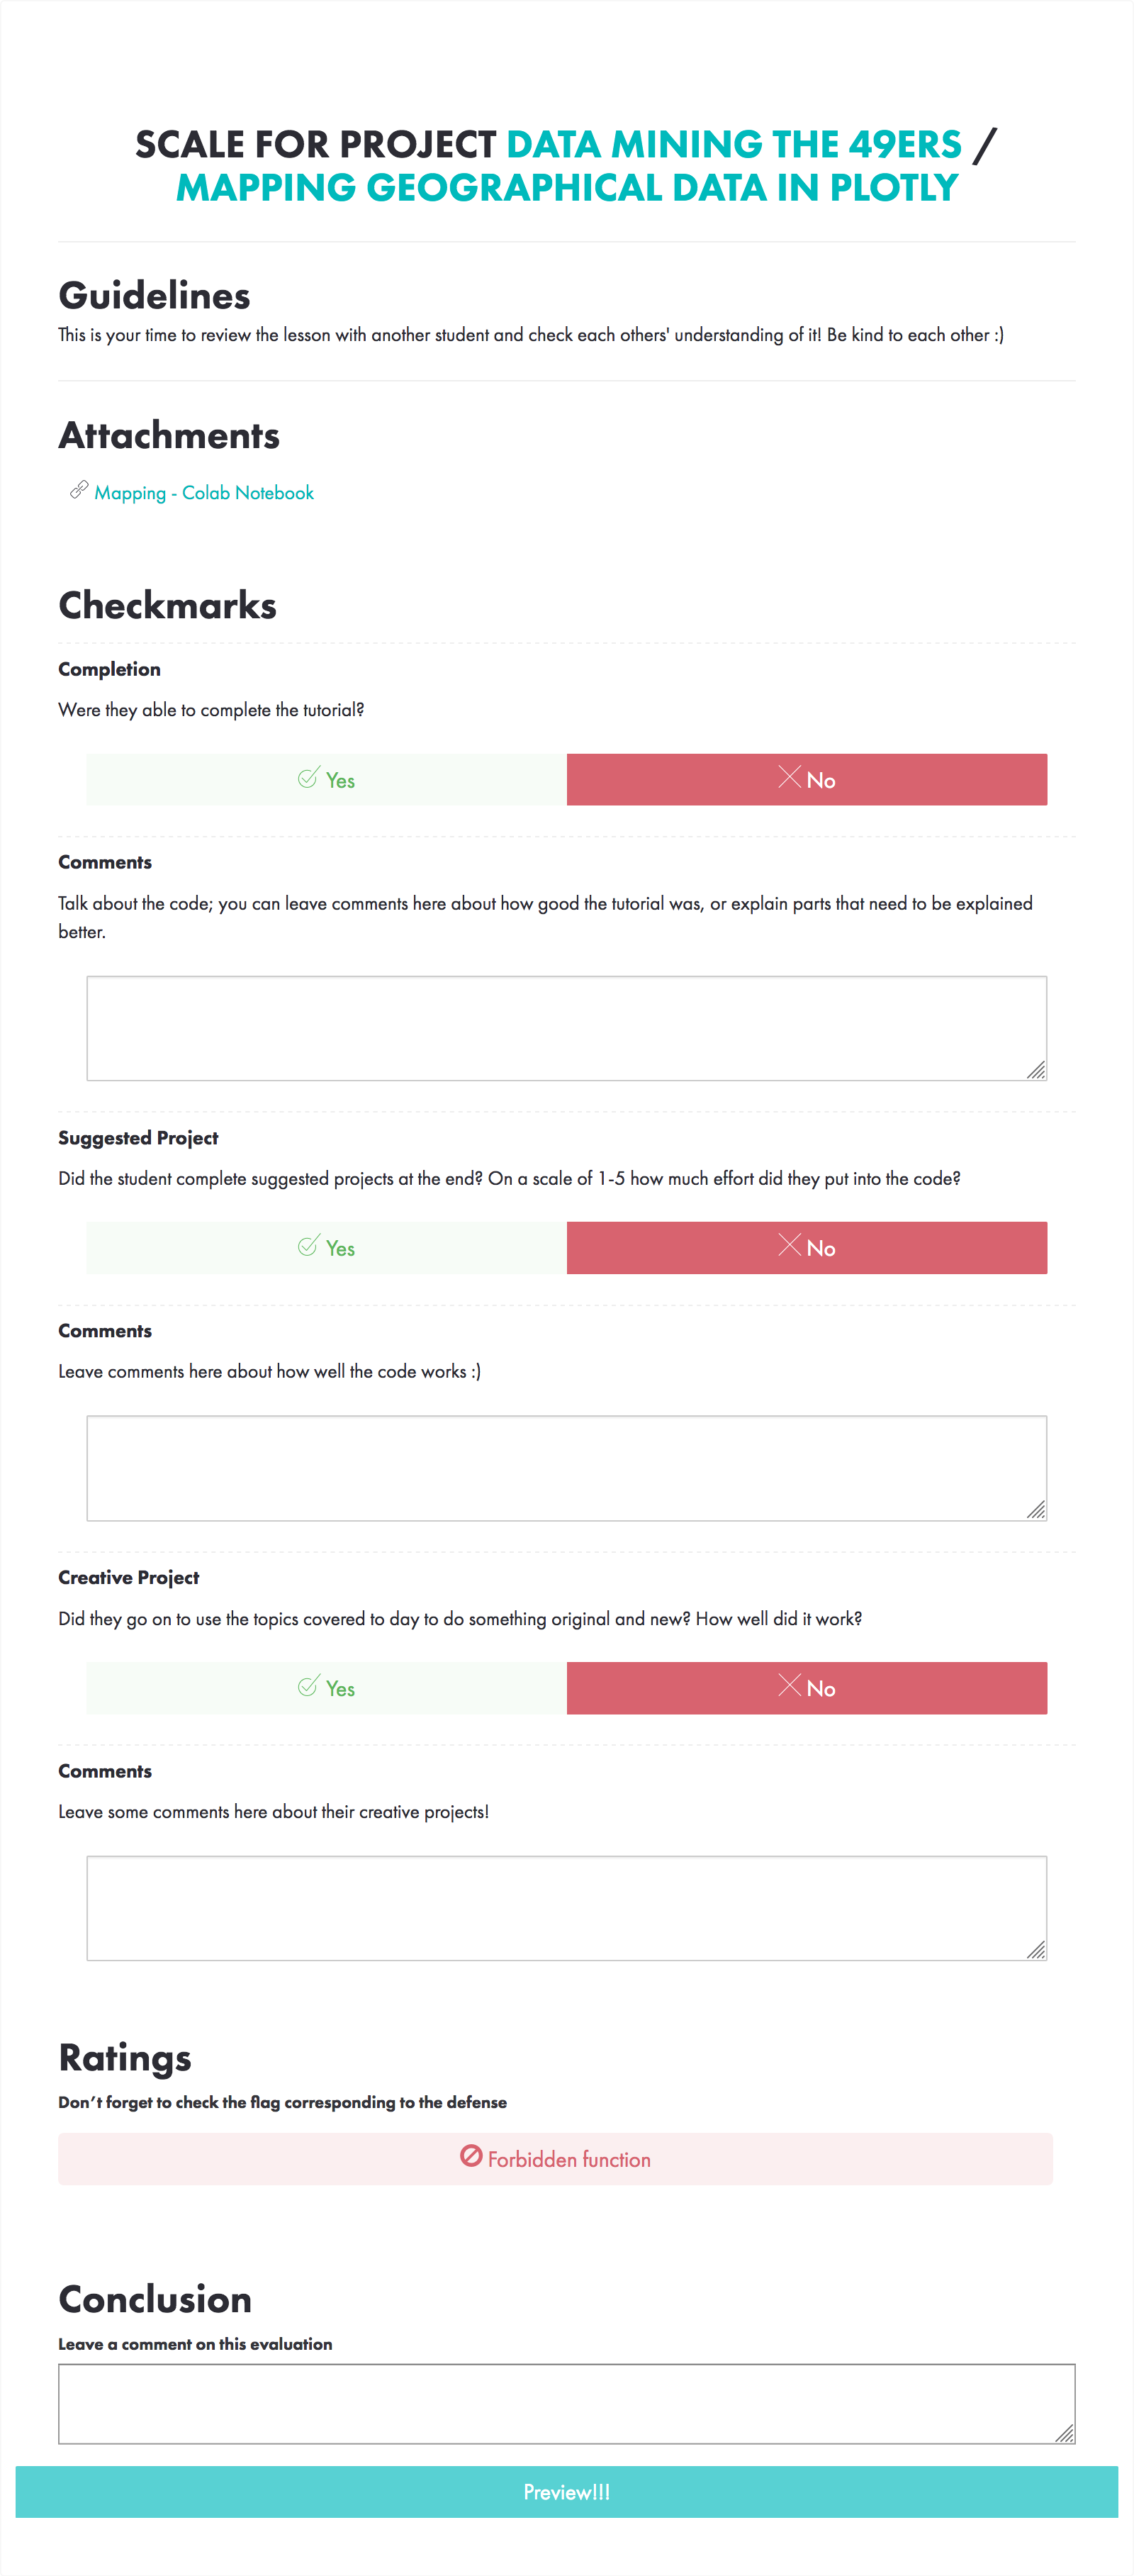 SCALE FOR PROJECT DATA MINING THE 49ERS /
MAPPING GEOGRAPHICAL DATA IN PLOTLY
Guidelines
This is your time to review the lesson with another student and check each others' understanding of it! Be kind to each other :)
Attachments
Mapping - Colab Notebook
Checkmarks
Completion
Were they able to complete the tutorial?
Yes
No
Comments
Talk about the code; you can leave comments here about how good the tutorial was, or explain parts that need to be explained
better.
Suggested Project
Did the student complete suggested projects at the end? On a scale of 1-5 how much effort did they put into the code?
Yes
No
Comments
Leave comments here about how well the code works :)
Creative Project
Did they go on to use the topics covered to day to do something original and new? How well did it work?
Yes
No
Comments
Leave some comments here about their creative projects!
Ratings
Don't forget to check the flag corresponding to the defense
Forbidden function
Conclusion
Leave a comment on this evaluation
Preview!!!